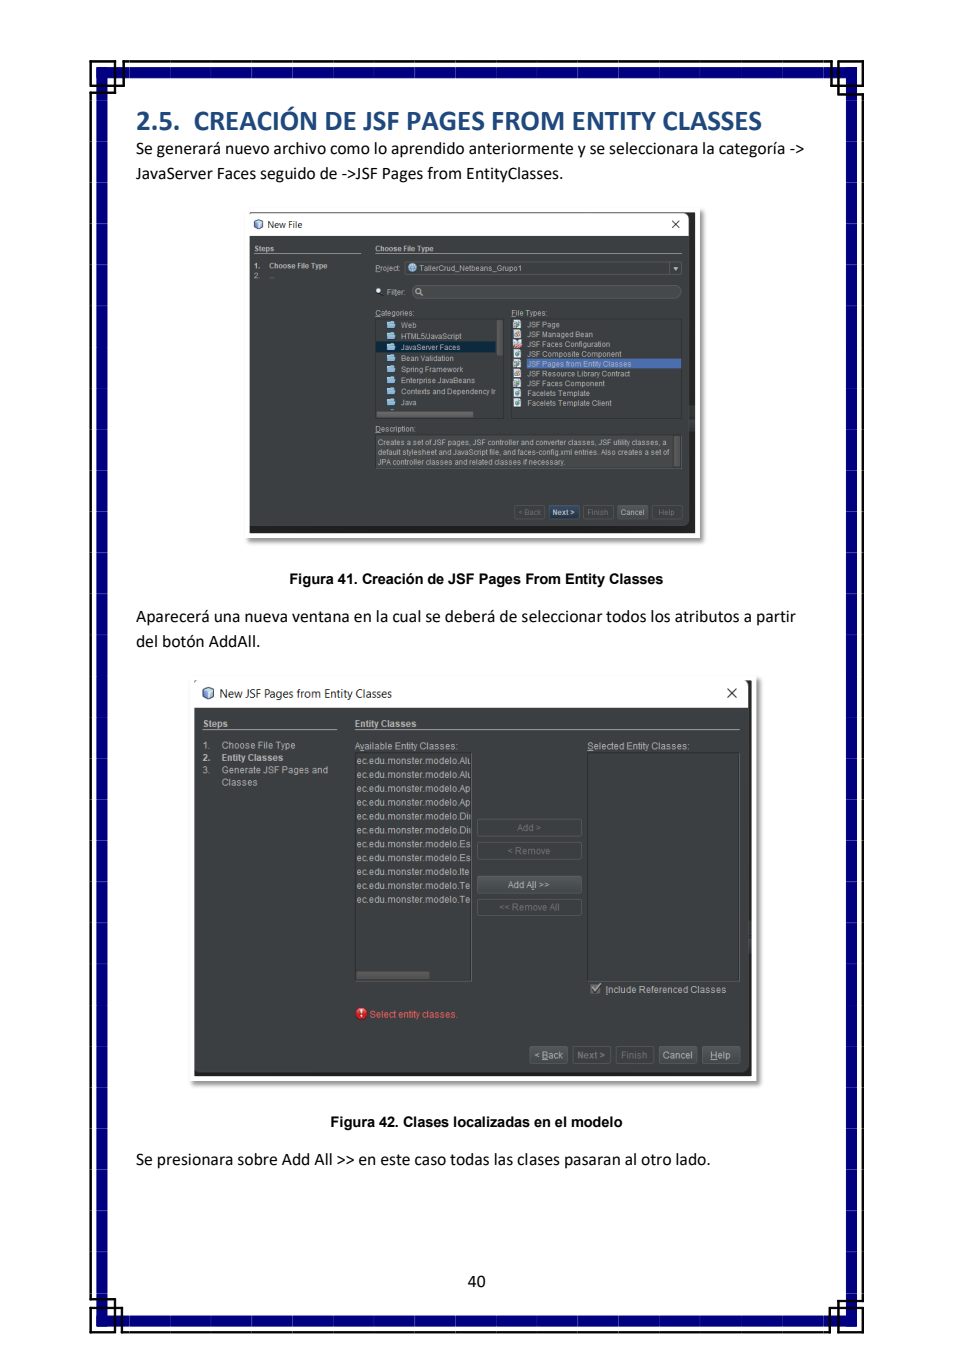 2.5. CREACIÓN DE JSF PAGES FROM ENTITY CLASSES
Se generará nuevo archivo como lo aprendido anteriormente y se seleccionara la categoría ->
JavaServer Faces seguido de ->JSF Pages from EntityClasses.
New File
Steps
1. Choose File Type
2. ...
Choose File Type
Project: TallerCrud_Netbeans_Grupo1
Filter:
Categories:
Web
HTML5/JavaScript
JavaServer Faces
Bean Validation
Spring Framework
Enterprise JavaBeans
Contexts and Dependency Ir
Java
File Types:
JSF Page
JSF Managed Bean
JSF Faces Configuration
JSF Composite Component
JSF Pages from Entity Classes
JSF Resource Library Contract
JSF Faces Component
Facelets Template
Facelets Template Client
Description:
Creates a set of JSF pages, JSF controller and converter classes, JSF utility classes, a
default stylesheet and JavaScript file, and faces-config.xml entries. Also creates a set of
JPA controller classes and related classes if necessary.
< Back Next > Finish Cancel Help
Figura 41. Creación de JSF Pages From Entity Classes
Aparecerá una nueva ventana en la cual se deberá de seleccionar todos los atributos a partir
del botón AddAll.
New JSF Pages from Entity Classes
Steps
1. Choose File Type
2. Entity Classes
3. Generate JSF Pages and
Classes
Entity Classes
Available Entity Classes:
ec.edu.monster.modelo.Alu
ec.edu.monster.modelo.Alu
ec.edu.monster.modelo.Ap
ec.edu.monster.modelo.Ap
ec.edu.monster.modelo.Dir
ec.edu.monster.modelo.Dir
ec.edu.monster.modelo.Es
ec.edu.monster.modelo.Es
ec.edu.monster.modelo.Ite
ec.edu.monster.modelo.Te
ec.edu.monster.modelo.Te
Add >
< Remove
Add All >>
<< Remove All
Selected Entity Classes:
Include Referenced Classes
Select entity classes.
< Back Next > Finish Cancel Help
Figura 42. Clases localizadas en el modelo
Se presionara sobre Add All >> en este caso todas las clases pasaran al otro lado.
40